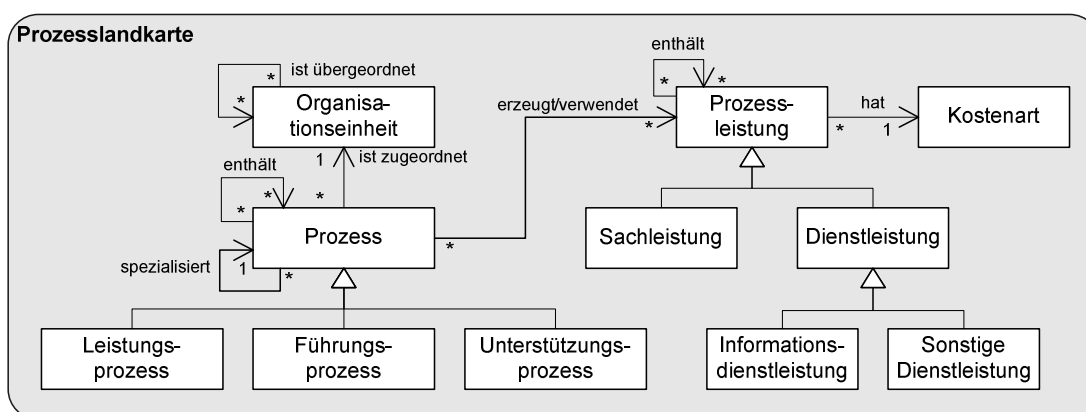 Prozesslandkarte
enthält
*
*
ist übergeordnet
*
*
Organisa-
tionseinheit
erzeugt/verwendet
*
Prozess-
leistung
hat
*
1
Kostenart
1
ist zugeordnet
enthält
*
*
*
Prozess
*
Sachleistung
Dienstleistung
spezialisiert
1
*
Leistungs-
prozess
Führungs-
prozess
Unterstützungs-
prozess
Informations-
dienstleistung
Sonstige
Dienstleistung